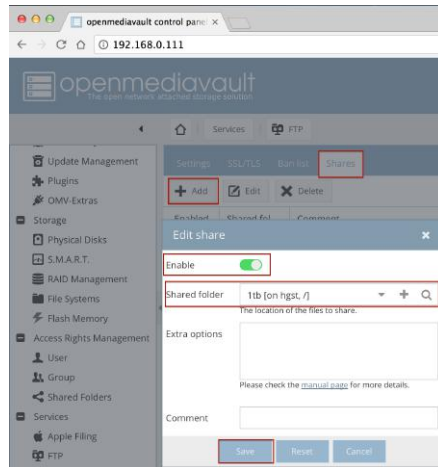 openmediavault control pane
192.168.0.111
openmediavault
The open network attached storage solution
Services
FTP
Update Management
Plugins
OMV-Extras
Storage
Physical Disks
S.M.A.R.T.
RAID Management
File Systems
Flash Memory
Access Rights Management
User
Group
Shared Folders
Services
Apple Filing
FTP
Settings
SSL/TLS
Ban list
Shares
Add
Edit
Delete
Enabled
Shared fol
Comment
Edit share
Enable
Shared folder
1tb [on hgst, /]
The location of the files to share.
Extra options
Please check the manual page for more details.
Comment
Save
Reset
Cancel